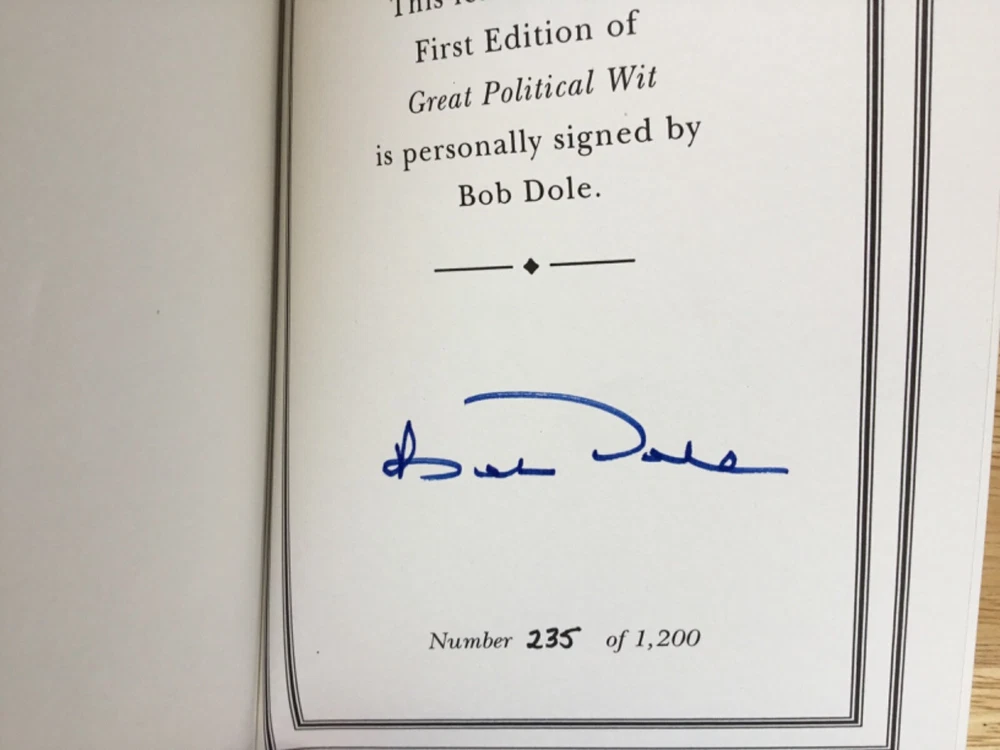 This
First Edition of
Great Political Wit
is personally signed by
Bob Dole.
Bob Dole
Number 235 of 1,200